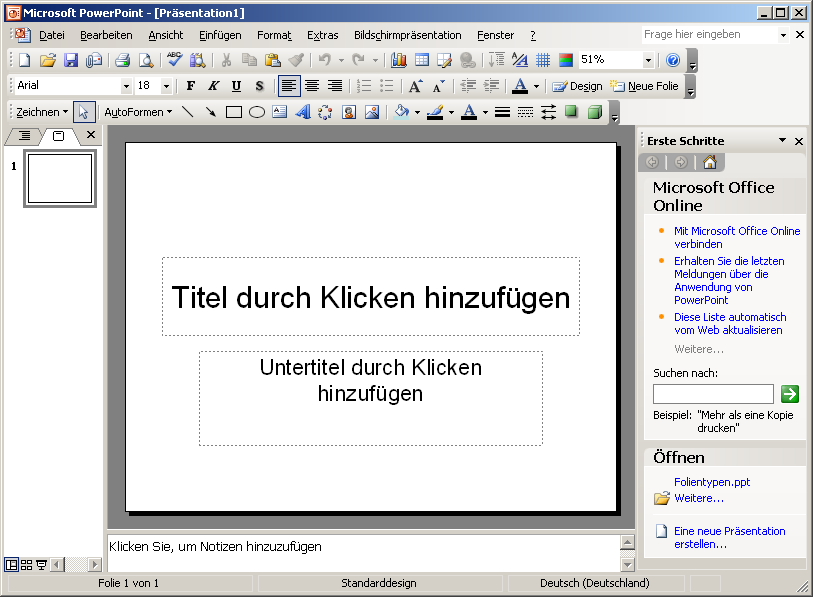 Microsoft PowerPoint - [Präsentation1]
Datei Bearbeiten Ansicht Einfügen Format Extras Bildschirmpräsentation Fenster ? Frage hier eingeben
51%
Arial 18 F K U S Design Neue Folie
Zeichnen AutoFormen
1
Titel durch Klicken hinzufügen
Untertitel durch Klicken
hinzufügen
Klicken Sie, um Notizen hinzuzufügen
Erste Schritte
Microsoft Office
Online
Mit Microsoft Office Online
verbinden
Erhalten Sie die letzten
Meldungen über die
Anwendung von
PowerPoint
Diese Liste automatisch
vom Web aktualisieren
Weitere...
Suchen nach:
Beispiel: "Mehr als eine Kopie
drucken"
Öffnen
Folientypen.ppt
Weitere...
Eine neue Präsentation
erstellen...
Folie 1 von 1 Standarddesign Deutsch (Deutschland)